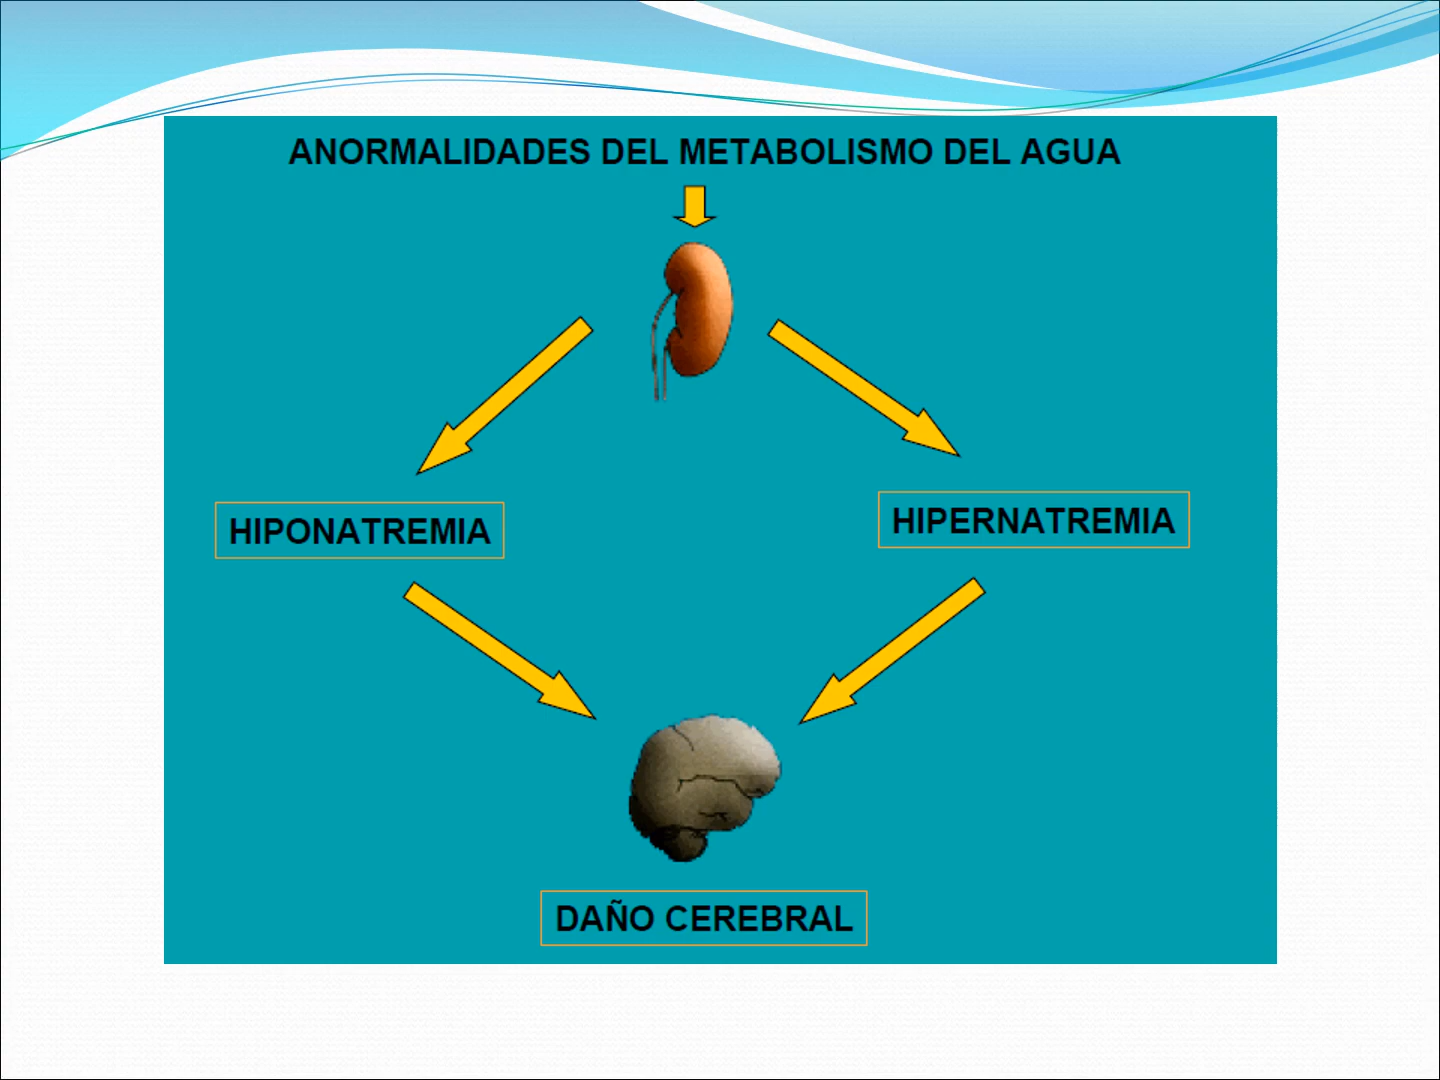 ANORMALIDADES DEL METABOLISMO DEL AGUA
HIPONATREMIA
HIPERNATREMIA
DAÑO CEREBRAL